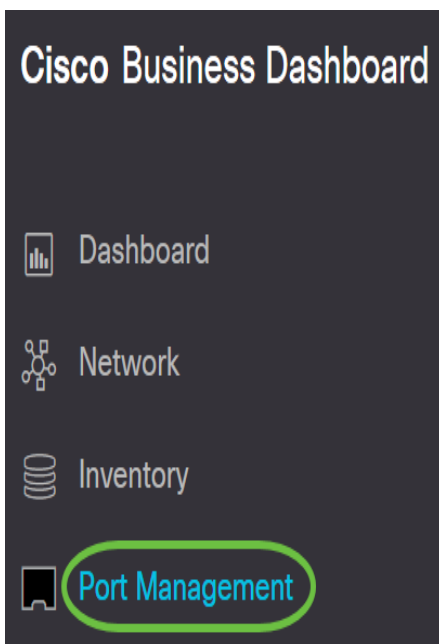 Cisco Business Dashboard
Dashboard
Network
Inventory
Port Management